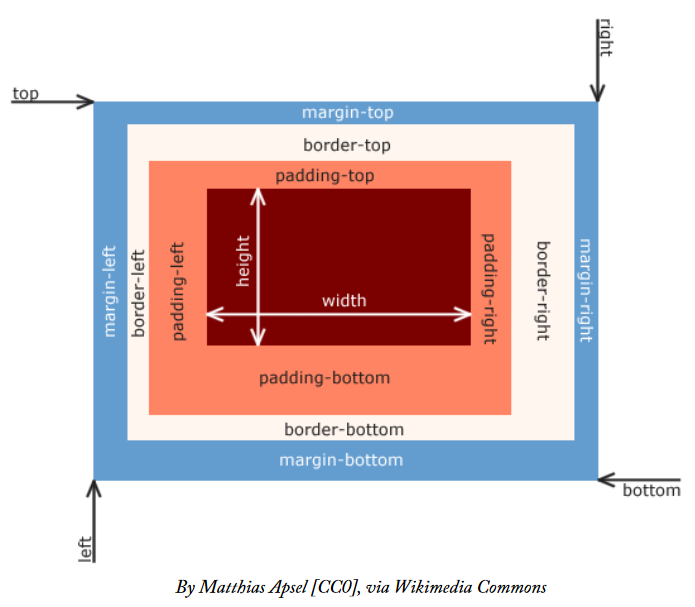 right
top
margin-top
border-top
padding-top
margin-left
border-left
padding-left
height
width
padding-right
border-right
margin-right
padding-bottom
border-bottom
margin-bottom
bottom
left
By Matthias Apsel [CC0], via Wikimedia Commons